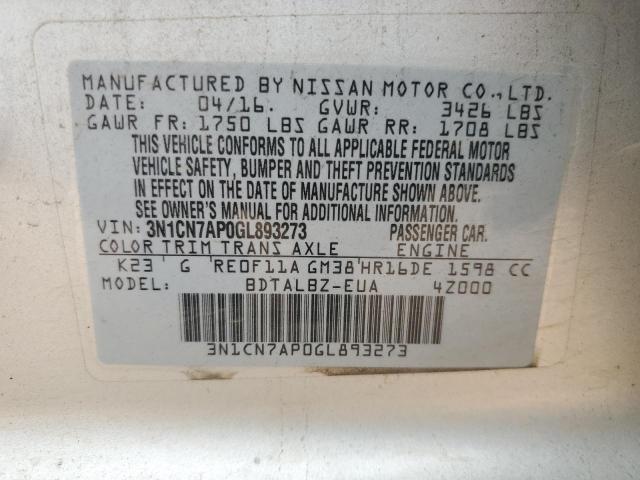 MANUFACTURED BY NISSAN MOTOR CO., LTD.
DATE: 04/16. GVWR: 3426 LBS
GAWR FR: 1750 LBS GAWR RR: 1708 LBS
THIS VEHICLE CONFORMS TO ALL APPLICABLE FEDERAL MOTOR
VEHICLE SAFETY, BUMPER AND THEFT PREVENTION STANDARDS
IN EFFECT ON THE DATE OF MANUFACTURE SHOWN ABOVE.
SEE OWNER'S MANUAL FOR ADDITIONAL INFORMATION.
VIN: 3N1CN7AP0GL893273 PASSENGER CAR.
COLOR TRIM TRANS AXLE ENGINE
K23 G RE0F11A GM38 HR16DE 1598 CC
MODEL: BDTALBZ-EUA 4Z000
3N1CN7AP0GL893273